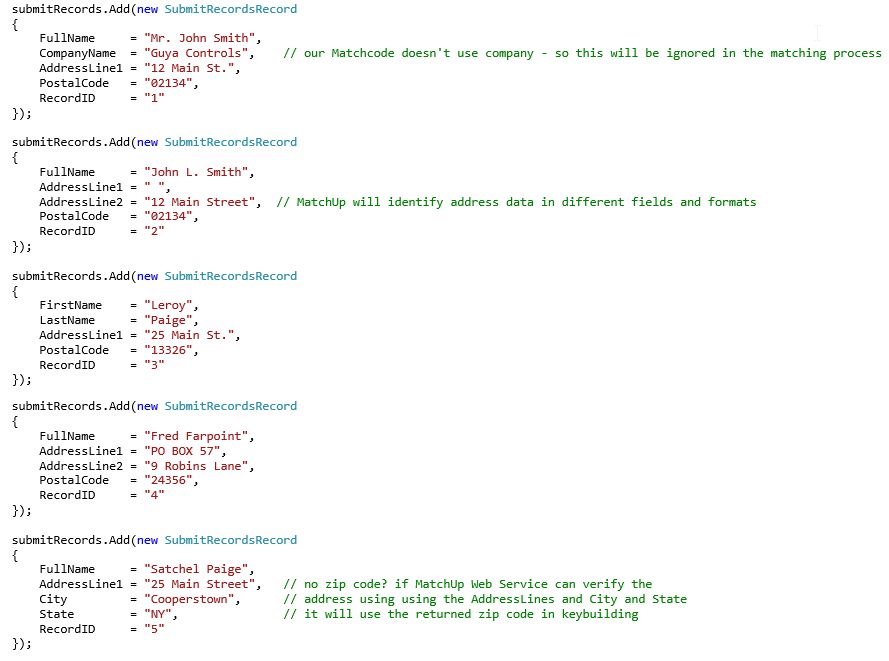 submitRecords.Add(new SubmitRecordsRecord
{
    FullName     = "Mr. John Smith",
    CompanyName  = "Guya Controls",    // our Matchcode doesn't use company - so this will be ignored in the matching process
    AddressLine1 = "12 Main St.",
    PostalCode   = "02134",
    RecordID     = "1"
});

submitRecords.Add(new SubmitRecordsRecord
{
    FullName     = "John L. Smith",
    AddressLine1 = " ",
    AddressLine2 = "12 Main Street",  // MatchUp will identify address data in different fields and formats
    PostalCode   = "02134",
    RecordID     = "2"
});

submitRecords.Add(new SubmitRecordsRecord
{
    FirstName    = "Leroy",
    LastName     = "Paige",
    AddressLine1 = "25 Main St.",
    PostalCode   = "13326",
    RecordID     = "3"
});

submitRecords.Add(new SubmitRecordsRecord
{
    FullName     = "Fred Farpoint",
    AddressLine1 = "PO BOX 57",
    AddressLine2 = "9 Robins Lane",
    PostalCode   = "24356",
    RecordID     = "4"
});

submitRecords.Add(new SubmitRecordsRecord
{
    FullName     = "Satchel Paige",
    AddressLine1 = "25 Main Street",   // no zip code? if MatchUp Web Service can verify the
    City         = "Cooperstown",      // address using using the AddressLines and City and State
    State        = "NY",               // it will use the returned zip code in keybuilding
    RecordID     = "5"
});